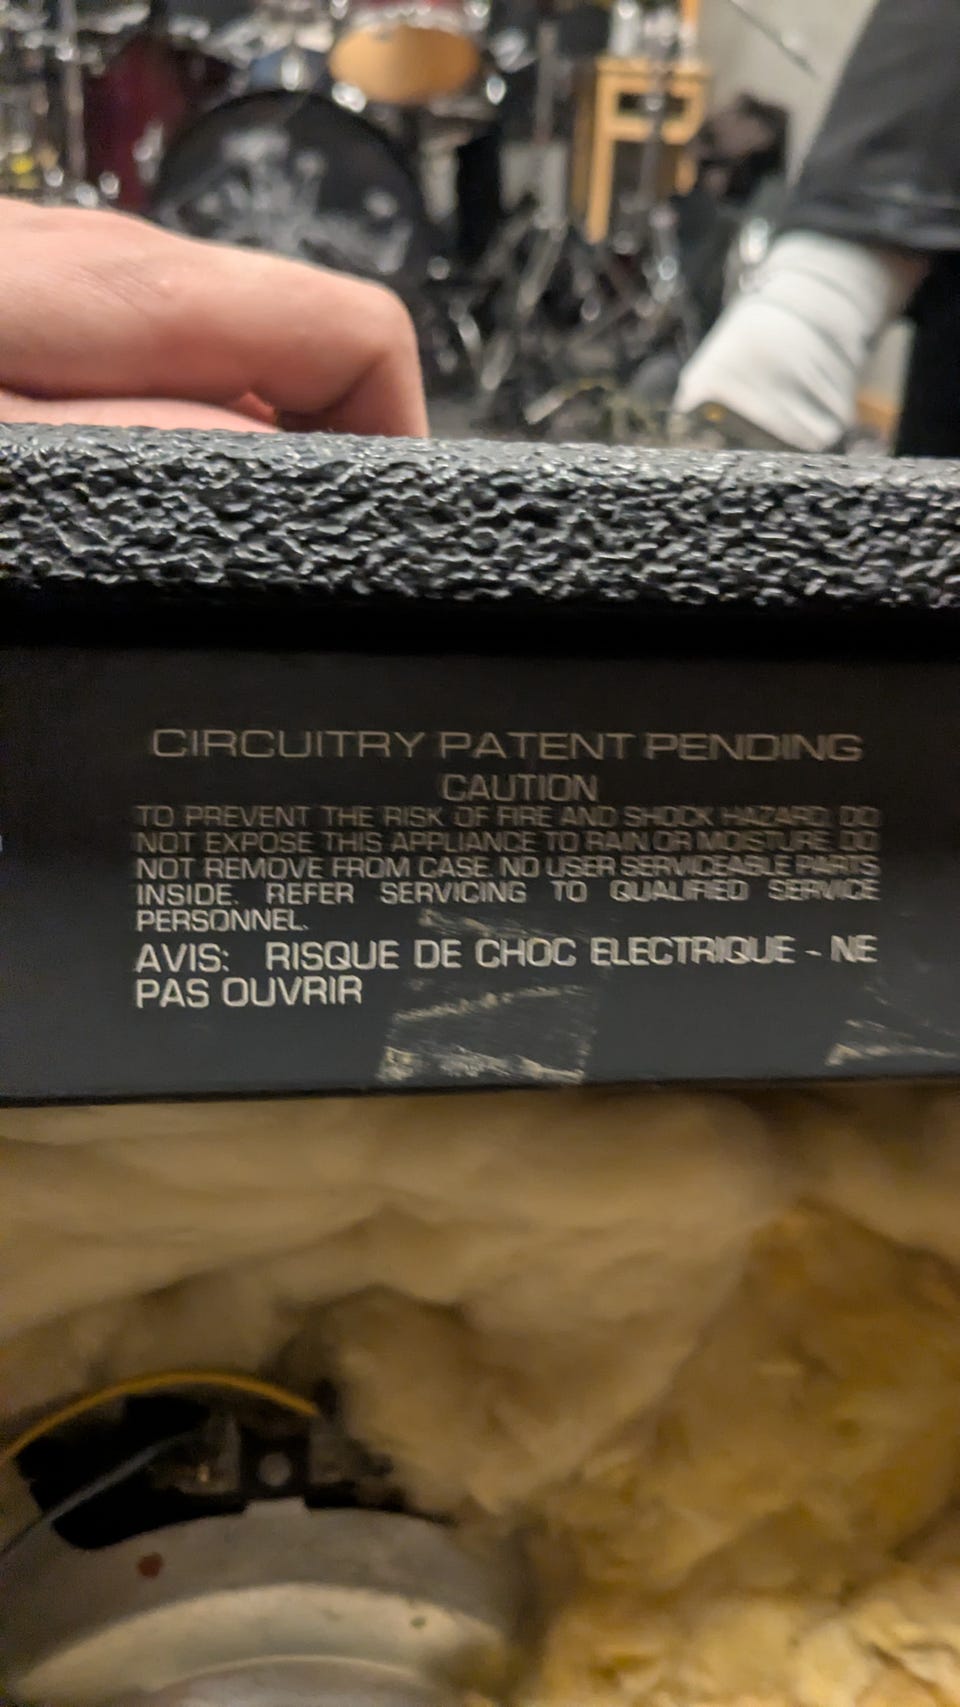 CIRCUITRY PATENT PENDING
CAUTION
TO PREVENT THE RISK OF FIRE AND SHOCK HAZARD, DO
NOT EXPOSE THIS APPLIANCE TO RAIN OR MOISTURE. DO
NOT REMOVE FROM CASE. NO USER SERVICEABLE PARTS
INSIDE. REFER SERVICING TO QUALIFIED SERVICE
PERSONNEL.
AVIS: RISQUE DE CHOC ELECTRIQUE - NE
PAS OUVRIR